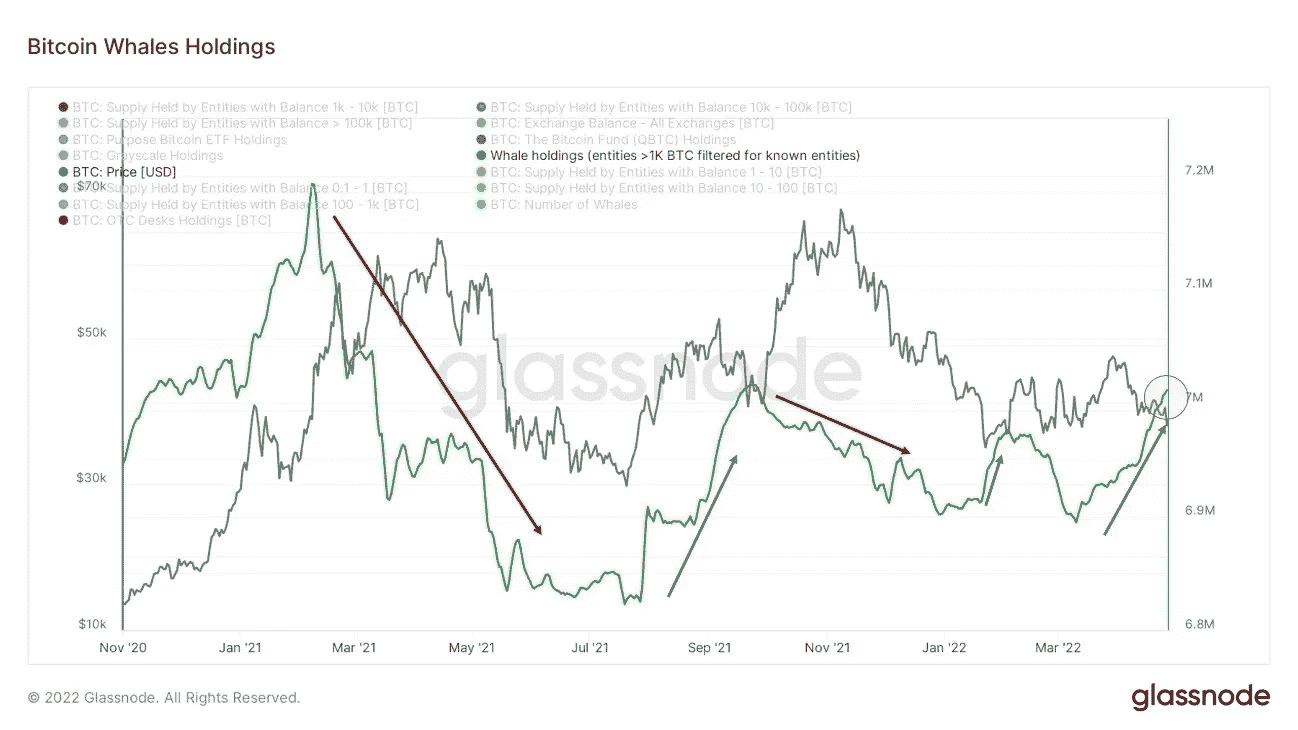 Bitcoin Whales Holdings
BTC: Supply Held by Entities with Balance 1k - 10k [BTC]
BTC: Supply Held by Entities with Balance 10k - 100k [BTC]
BTC: Supply Held by Entities with Balance > 100k [BTC]
BTC: Exchange Balance - All Exchanges [BTC]
BTC: Purpose Bitcoin ETF Holdings
BTC: The Bitcoin Fund (QBTC) Holdings
BTC: Grayscale Holdings
Whale holdings (entities >1K BTC filtered for known entities)
BTC: Price [USD]
BTC: Supply Held by Entities with Balance 1 - 10 [BTC]
BTC: Supply Held by Entities with Balance 0.1 - 1 [BTC]
BTC: Supply Held by Entities with Balance 10 - 100 [BTC]
BTC: Supply Held by Entities with Balance 100 - 1k [BTC]
BTC: Number of Whales
BTC: OTC Desks Holdings [BTC]
$70k
$50k
$30k
$10k
7.2M
7.1M
7M
6.9M
6.8M
glassnode
Nov '20
Jan '21
Mar '21
May '21
Jul '21
Sep '21
Nov '21
Jan '22
Mar '22
© 2022 Glassnode. All Rights Reserved.
glassnode